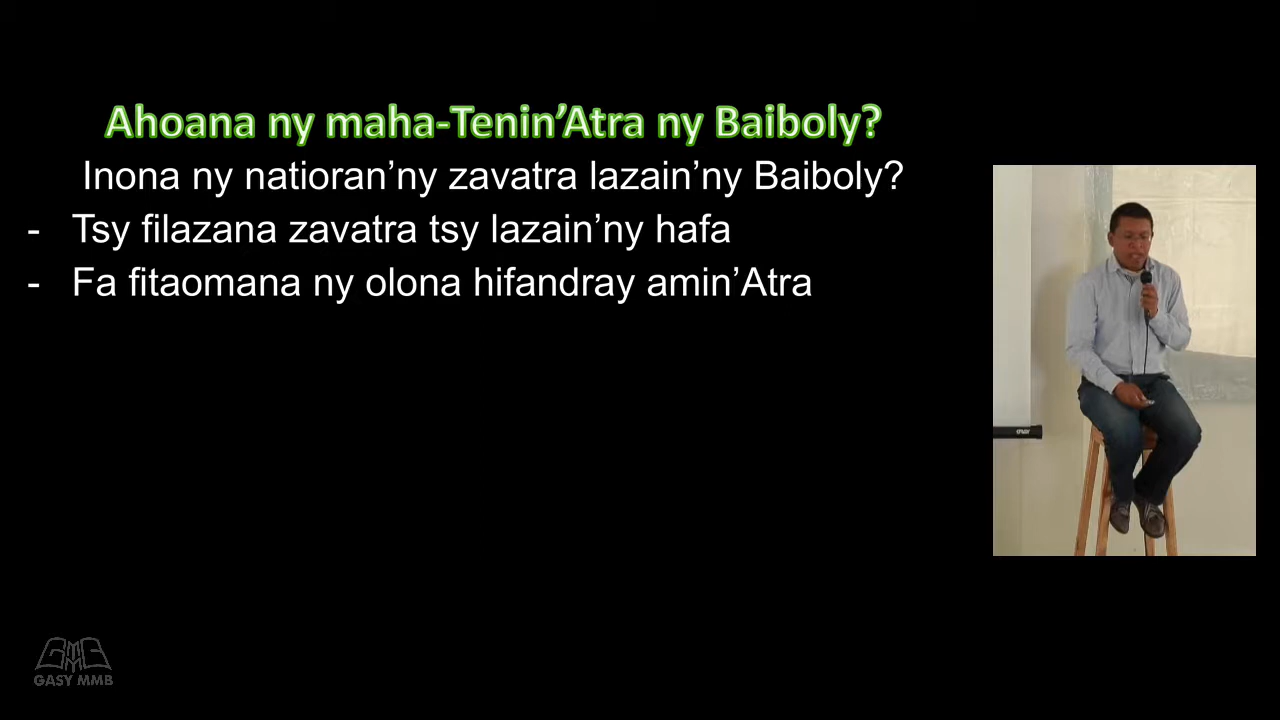 Ahoana ny maha-Tenin’Atra ny Baiboly?
Inona ny natioran’ny zavatra lazain’ny Baiboly?
- Tsy filazana zavatra tsy lazain’ny hafa
- Fa fitaomana ny olona hifandray amin’Atra
GASY MMB